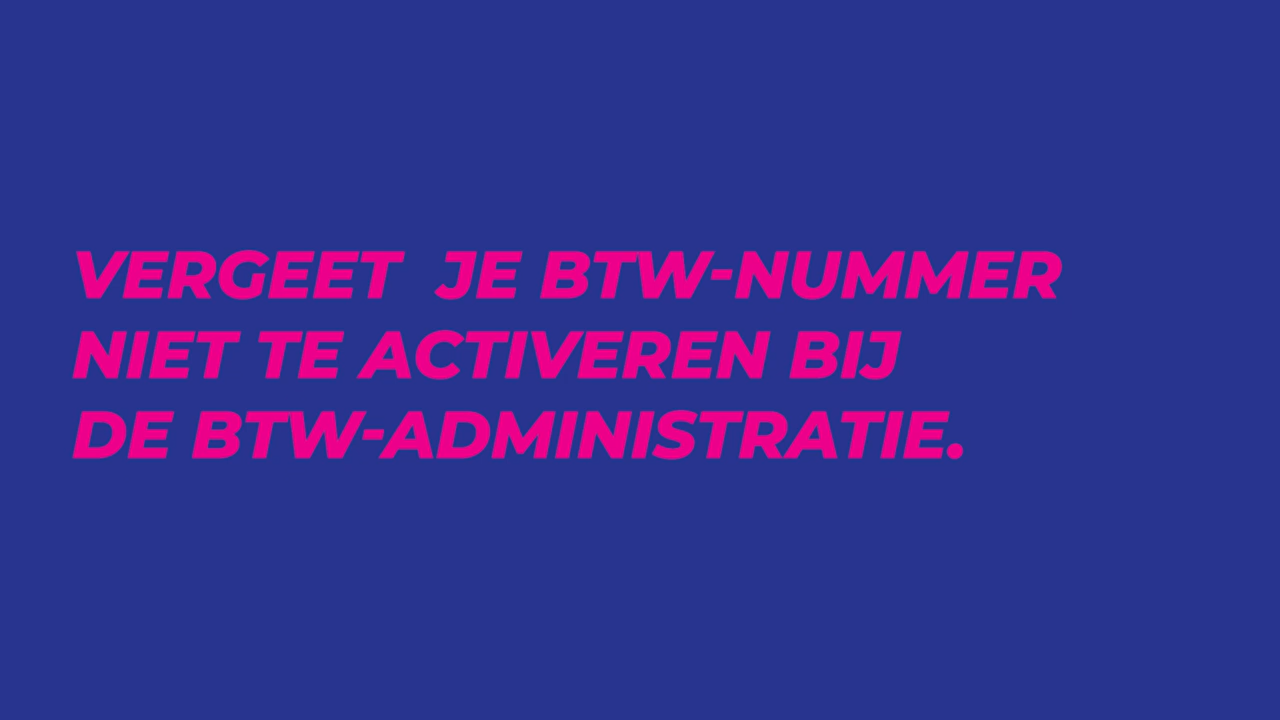 VERGEET  JE BTW-NUMMER
NIET TE ACTIVEREN BIJ
DE BTW-ADMINISTRATIE.